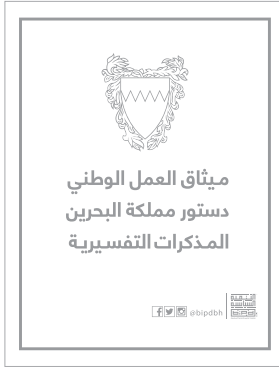 ميثاق العمل الوطني
دستور مملكة البحرين
المذكرات التفسيرية
@bipdbh